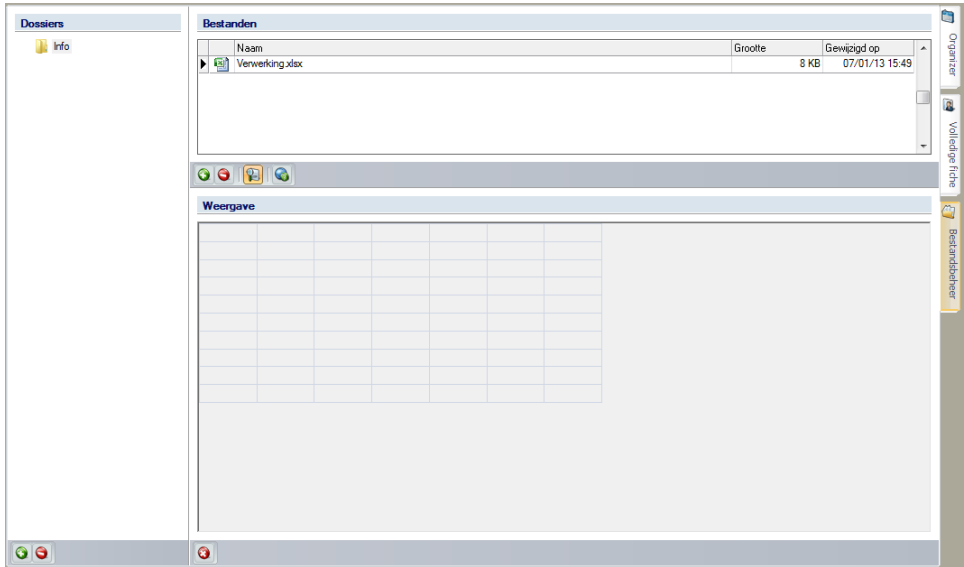 Dossiers
Info
Bestanden
Naam Grootte Gewijzigd op
Verwerking.xlsx 8 KB 07/01/13 15:49
Weergave
Organizer
Volledige fiche
Bestandsbeheer